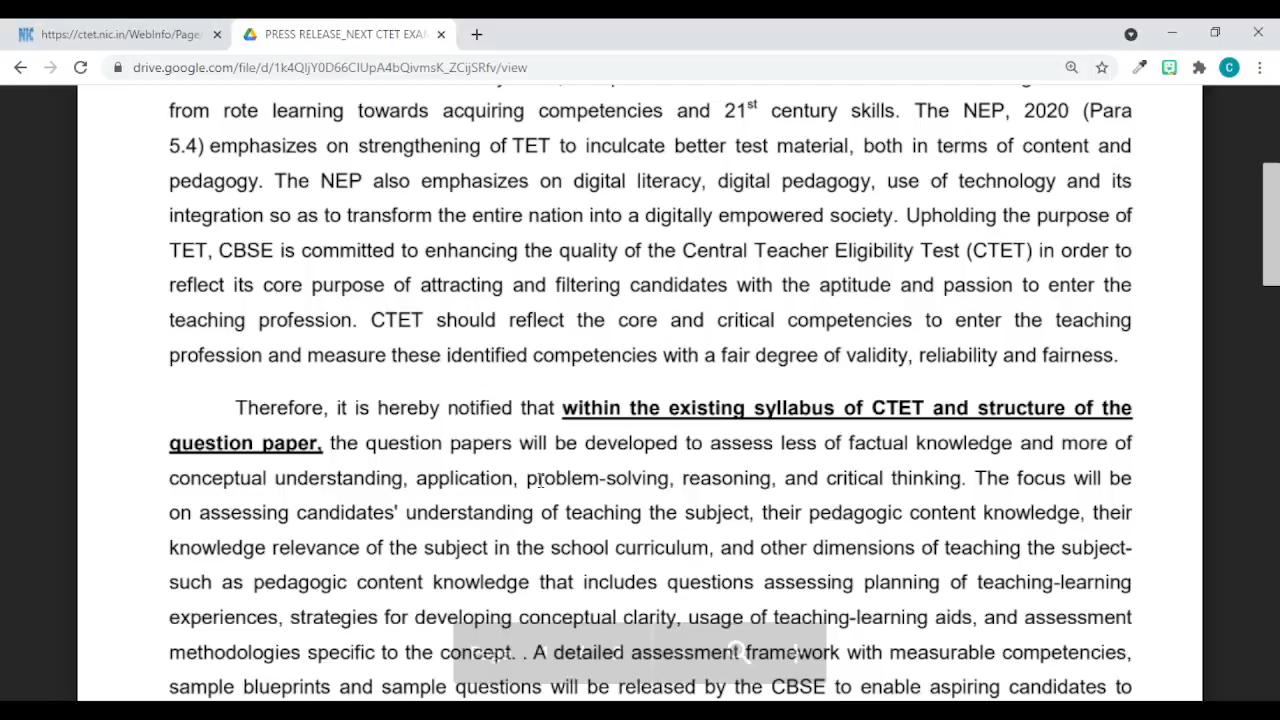 https://ctet.nic.in/WebInfo/Page
PRESS RELEASE_NEXT CTET EXA
drive.google.com/file/d/1k4QIjY0D66CIUpA4bQivmsK_ZCijSRfv/view
C
from rote learning towards acquiring competencies and 21st century skills. The NEP, 2020 (Para
5.4) emphasizes on strengthening of TET to inculcate better test material, both in terms of content and
pedagogy. The NEP also emphasizes on digital literacy, digital pedagogy, use of technology and its
integration so as to transform the entire nation into a digitally empowered society. Upholding the purpose of
TET, CBSE is committed to enhancing the quality of the Central Teacher Eligibility Test (CTET) in order to
reflect its core purpose of attracting and filtering candidates with the aptitude and passion to enter the
teaching profession. CTET should reflect the core and critical competencies to enter the teaching
profession and measure these identified competencies with a fair degree of validity, reliability and fairness.
Therefore, it is hereby notified that within the existing syllabus of CTET and structure of the
question paper, the question papers will be developed to assess less of factual knowledge and more of
conceptual understanding, application, problem-solving, reasoning, and critical thinking. The focus will be
on assessing candidates' understanding of teaching the subject, their pedagogic content knowledge, their
knowledge relevance of the subject in the school curriculum, and other dimensions of teaching the subject-
such as pedagogic content knowledge that includes questions assessing planning of teaching-learning
experiences, strategies for developing conceptual clarity, usage of teaching-learning aids, and assessment
methodologies specific to the concept. . A detailed assessment framework with measurable competencies,
sample blueprints and sample questions will be released by the CBSE to enable aspiring candidates to